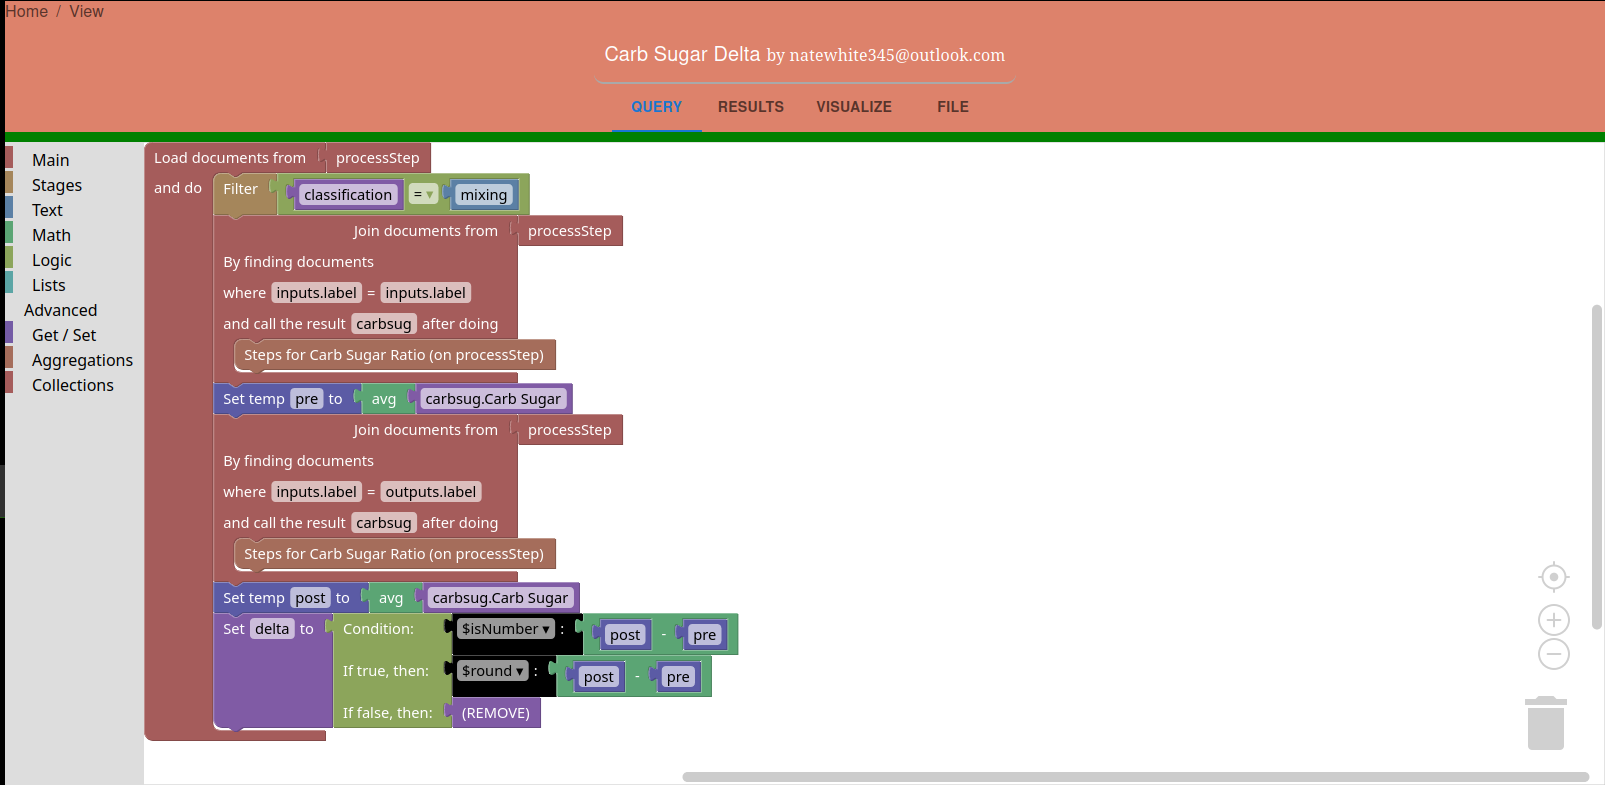 Home / View
Carb Sugar Delta by natewhite345@outlook.com
QUERY RESULTS VISUALIZE FILE
Main
Stages
Text
Math
Logic
Lists
Advanced
Get / Set
Aggregations
Collections
Load documents from processStep
and do Filter classification = ▾ mixing
Join documents from processStep
By finding documents
where inputs.label = inputs.label
and call the result carbsug after doing
Steps for Carb Sugar Ratio (on processStep)
Set temp pre to avg carbsug.Carb Sugar
Join documents from processStep
By finding documents
where inputs.label = outputs.label
and call the result carbsug after doing
Steps for Carb Sugar Ratio (on processStep)
Set temp post to avg carbsug.Carb Sugar
Set delta to Condition: $isNumber ▾ : post - pre
If true, then: $round ▾ : post - pre
If false, then: (REMOVE)